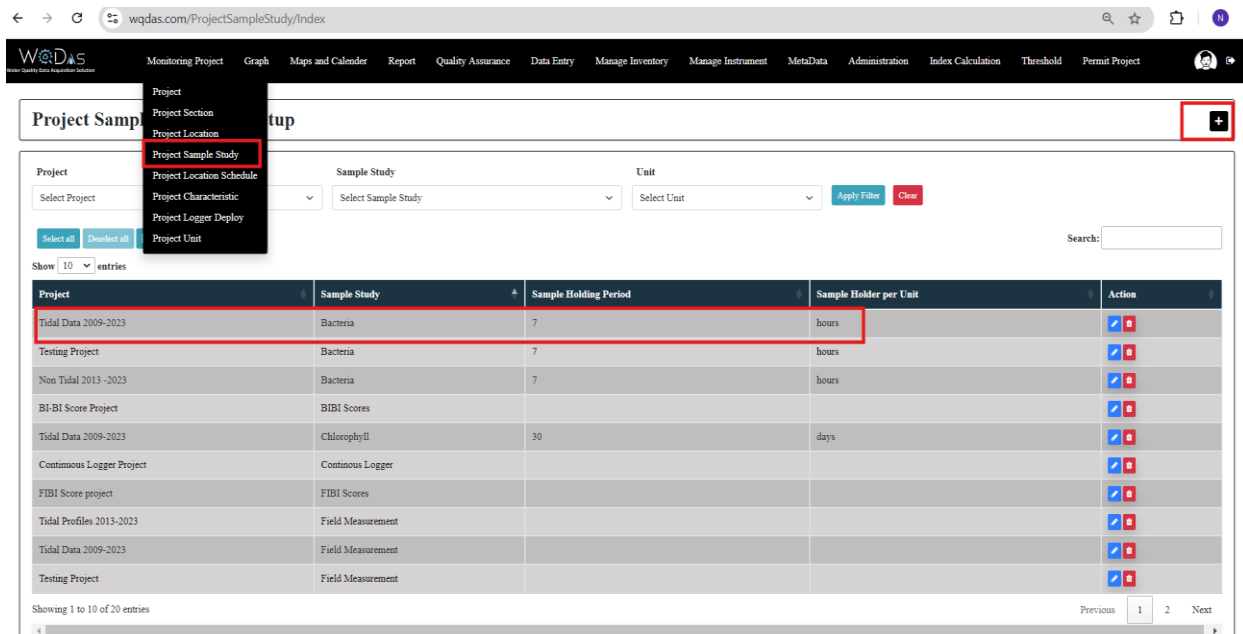 wqdas.com/ProjectSampleStudy/Index
N
WQDAS
Water Quality Data Acquisition Solution
Monitoring Project Graph Maps and Calender Report Quality Assurance Data Entry Manage Inventory Manage Instrument MetaData Administration Index Calculation Threshold Permit Project
Project
Project Section
Project Location
Project Sample Study
Project Location Schedule
Project Characteristic
Project Logger Deploy
Project Unit
Project Samp tup
+
Project Sample Study Unit
Select Project Select Sample Study Select Unit Apply Filter Clear
Select all Deselect all Search:
Show 10 entries
Project Sample Study Sample Holding Period Sample Holder per Unit Action
Tidal Data 2009-2023 Bacteria 7 hours
Testing Project Bacteria 7 hours
Non Tidal 2013 -2023 Bacteria 7 hours
BI-BI Score Project BIBI Scores
Tidal Data 2009-2023 Chlorophyll 30 days
Continuous Logger Project Continous Logger
FIBI Score project FIBI Scores
Tidal Profiles 2013-2023 Field Measurement
Tidal Data 2009-2023 Field Measurement
Testing Project Field Measurement
Showing 1 to 10 of 20 entries Previous 1 2 Next